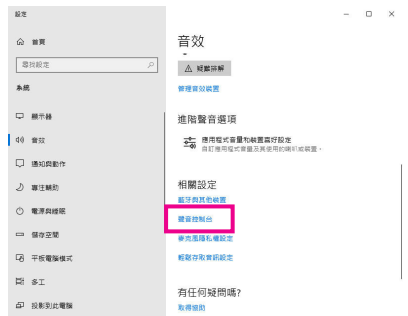 設定
首頁
尋找設定
系統
顯示器
音效
通知與動作
專注輔助
電源與睡眠
儲存空間
平板電腦模式
多工
投影到此電腦
音效
疑難排解
管理音效裝置
進階聲音選項
應用程式音量和裝置喜好設定
自訂應用程式音量及其使用的喇叭或裝置。
相關設定
藍牙與其他裝置
聲音控制台
麥克風隱私權設定
輕鬆存取音訊設定
有任何疑問嗎?
取得協助